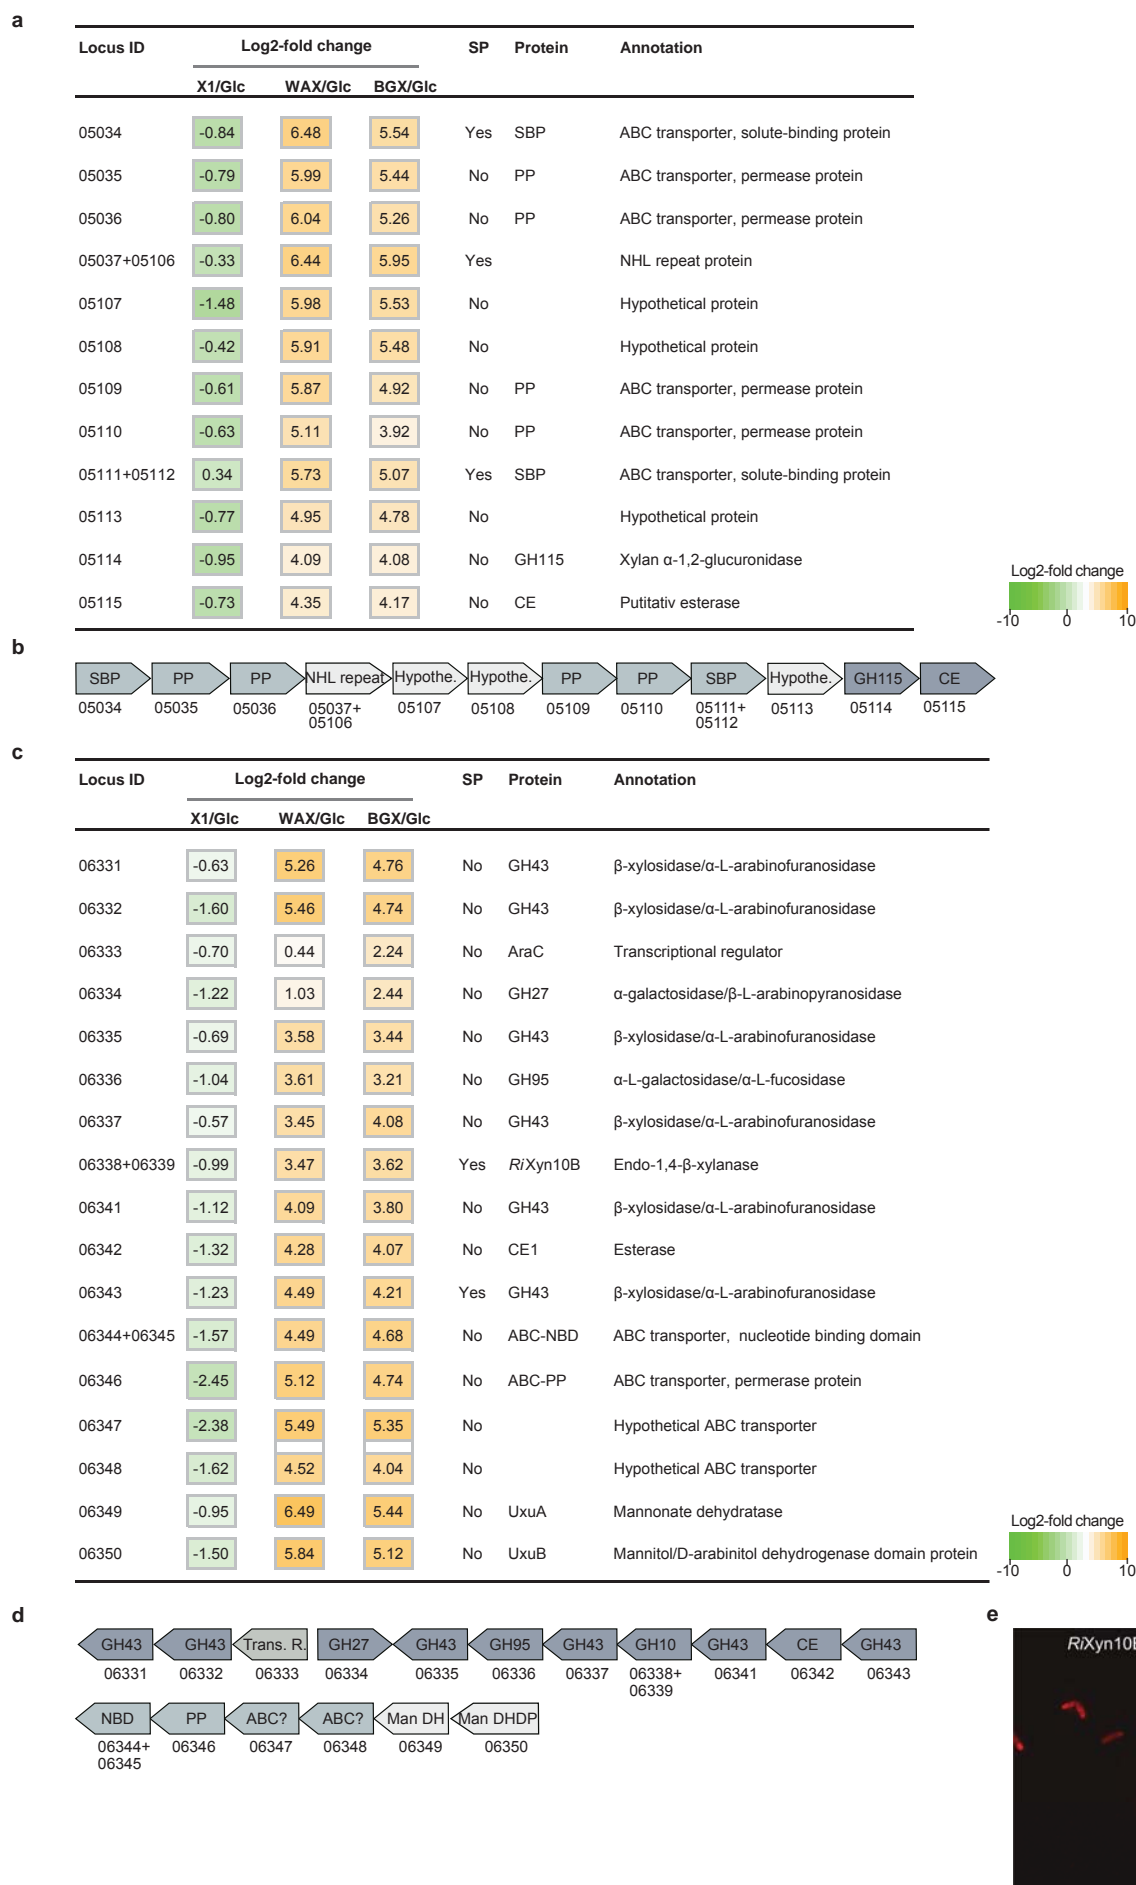 a
Locus ID Log2-fold change SP Protein Annotation
X1/Glc WAX/Glc BGX/Glc
05034 -0.84 6.48 5.54 Yes SBP ABC transporter, solute-binding protein
05035 -0.79 5.99 5.44 No PP ABC transporter, permease protein
05036 -0.80 6.04 5.26 No PP ABC transporter, permease protein
05037+05106 -0.33 6.44 5.95 Yes NHL repeat protein
05107 -1.48 5.98 5.53 No Hypothetical protein
05108 -0.42 5.91 5.48 No Hypothetical protein
05109 -0.61 5.87 4.92 No PP ABC transporter, permease protein
05110 -0.63 5.11 3.92 No PP ABC transporter, permease protein
05111+05112 0.34 5.73 5.07 Yes SBP ABC transporter, solute-binding protein
05113 -0.77 4.95 4.78 No Hypothetical protein
05114 -0.95 4.09 4.08 No GH115 Xylan α-1,2-glucuronidase
05115 -0.73 4.35 4.17 No CE Putitativ esterase
Log2-fold change
-10 0 10
b
SBP PP PP NHL repeat Hypothe. Hypothe. PP PP SBP Hypothe. GH115 CE
05034 05035 05036 05037+ 05107 05108 05109 05110 05111+ 05113 05114 05115
05106 05112
c
Locus ID Log2-fold change SP Protein Annotation
X1/Glc WAX/Glc BGX/Glc
06331 -0.63 5.26 4.76 No GH43 β-xylosidase/α-L-arabinofuranosidase
06332 -1.60 5.46 4.74 No GH43 β-xylosidase/α-L-arabinofuranosidase
06333 -0.70 0.44 2.24 No AraC Transcriptional regulator
06334 -1.22 1.03 2.44 No GH27 α-galactosidase/β-L-arabinopyranosidase
06335 -0.69 3.58 3.44 No GH43 β-xylosidase/α-L-arabinofuranosidase
06336 -1.04 3.61 3.21 No GH95 α-L-galactosidase/α-L-fucosidase
06337 -0.57 3.45 4.08 No GH43 β-xylosidase/α-L-arabinofuranosidase
06338+06339 -0.99 3.47 3.62 Yes RiXyn10B Endo-1,4-β-xylanase
06341 -1.12 4.09 3.80 No GH43 β-xylosidase/α-L-arabinofuranosidase
06342 -1.32 4.28 4.07 No CE1 Esterase
06343 -1.23 4.49 4.21 Yes GH43 β-xylosidase/α-L-arabinofuranosidase
06344+06345 -1.57 4.49 4.68 No ABC-NBD ABC transporter, nucleotide binding domain
06346 -2.45 5.12 4.74 No ABC-PP ABC transporter, permerase protein
06347 -2.38 5.49 5.35 No Hypothetical ABC transporter
06348 -1.62 4.52 4.04 No Hypothetical ABC transporter
06349 -0.95 6.49 5.44 No UxuA Mannonate dehydratase
06350 -1.50 5.84 5.12 No UxuB Mannitol/D-arabinitol dehydrogenase domain protein
Log2-fold change
-10 0 10
d
GH43 GH43 Trans. R. GH27 GH43 GH95 GH43 GH10 GH43 CE GH43
06331 06332 06333 06334 06335 06336 06337 06338+ 06341 06342 06343
06339
NBD PP ABC? ABC? Man DH Man DHDP
06344+ 06346 06347 06348 06349 06350
06345
e
RiXyn10B